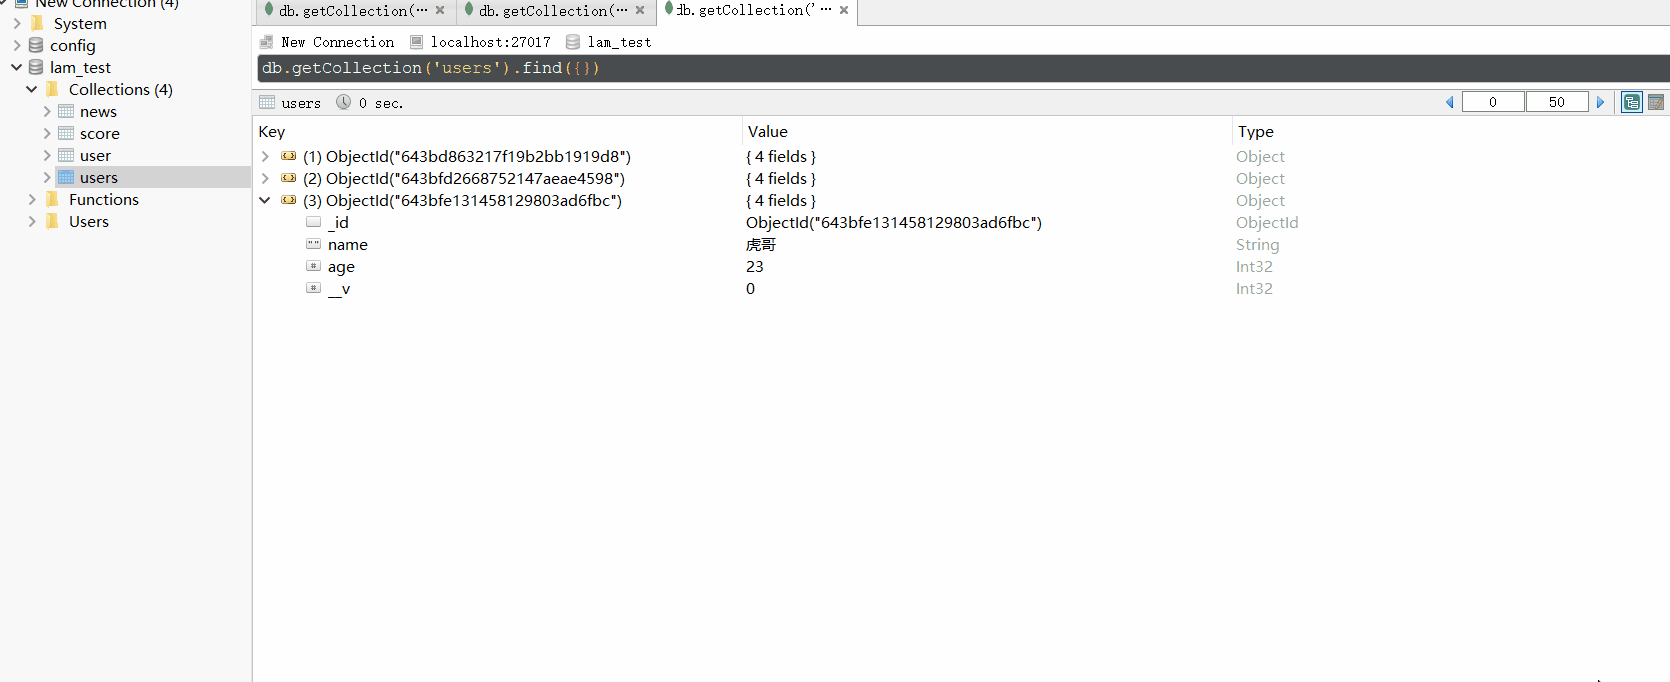 New Connection (4)
System
config
lam_test
Collections (4)
news
score
user
users
Functions
Users
db.getCollection(⋯ db.getCollection(⋯ db.getCollection('⋯
New Connection localhost:27017 lam_test
db.getCollection('users').find({})
users 0 sec. 0 50
Key Value Type
(1) ObjectId("643bd863217f19b2bb1919d8") { 4 fields } Object
(2) ObjectId("643bfd2668752147aeae4598") { 4 fields } Object
(3) ObjectId("643bfe131458129803ad6fbc") { 4 fields } Object
_id ObjectId("643bfe131458129803ad6fbc") ObjectId
name 虎哥 String
age 23 Int32
__v 0 Int32